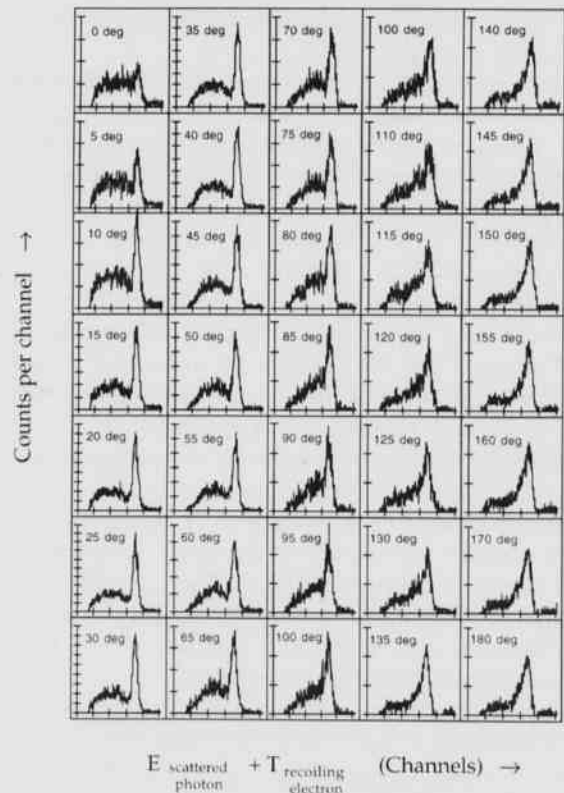 0 deg 35 deg 70 deg 100 deg 140 deg
5 deg 40 deg 75 deg 110 deg 145 deg
10 deg 45 deg 80 deg 115 deg 150 deg
15 deg 50 deg 85 deg 120 deg 155 deg
20 deg 55 deg 90 deg 125 deg 160 deg
25 deg 60 deg 95 deg 130 deg 170 deg
30 deg 65 deg 100 deg 135 deg 180 deg
Counts per channel →
E scattered photon + T recoiling electron (Channels) →